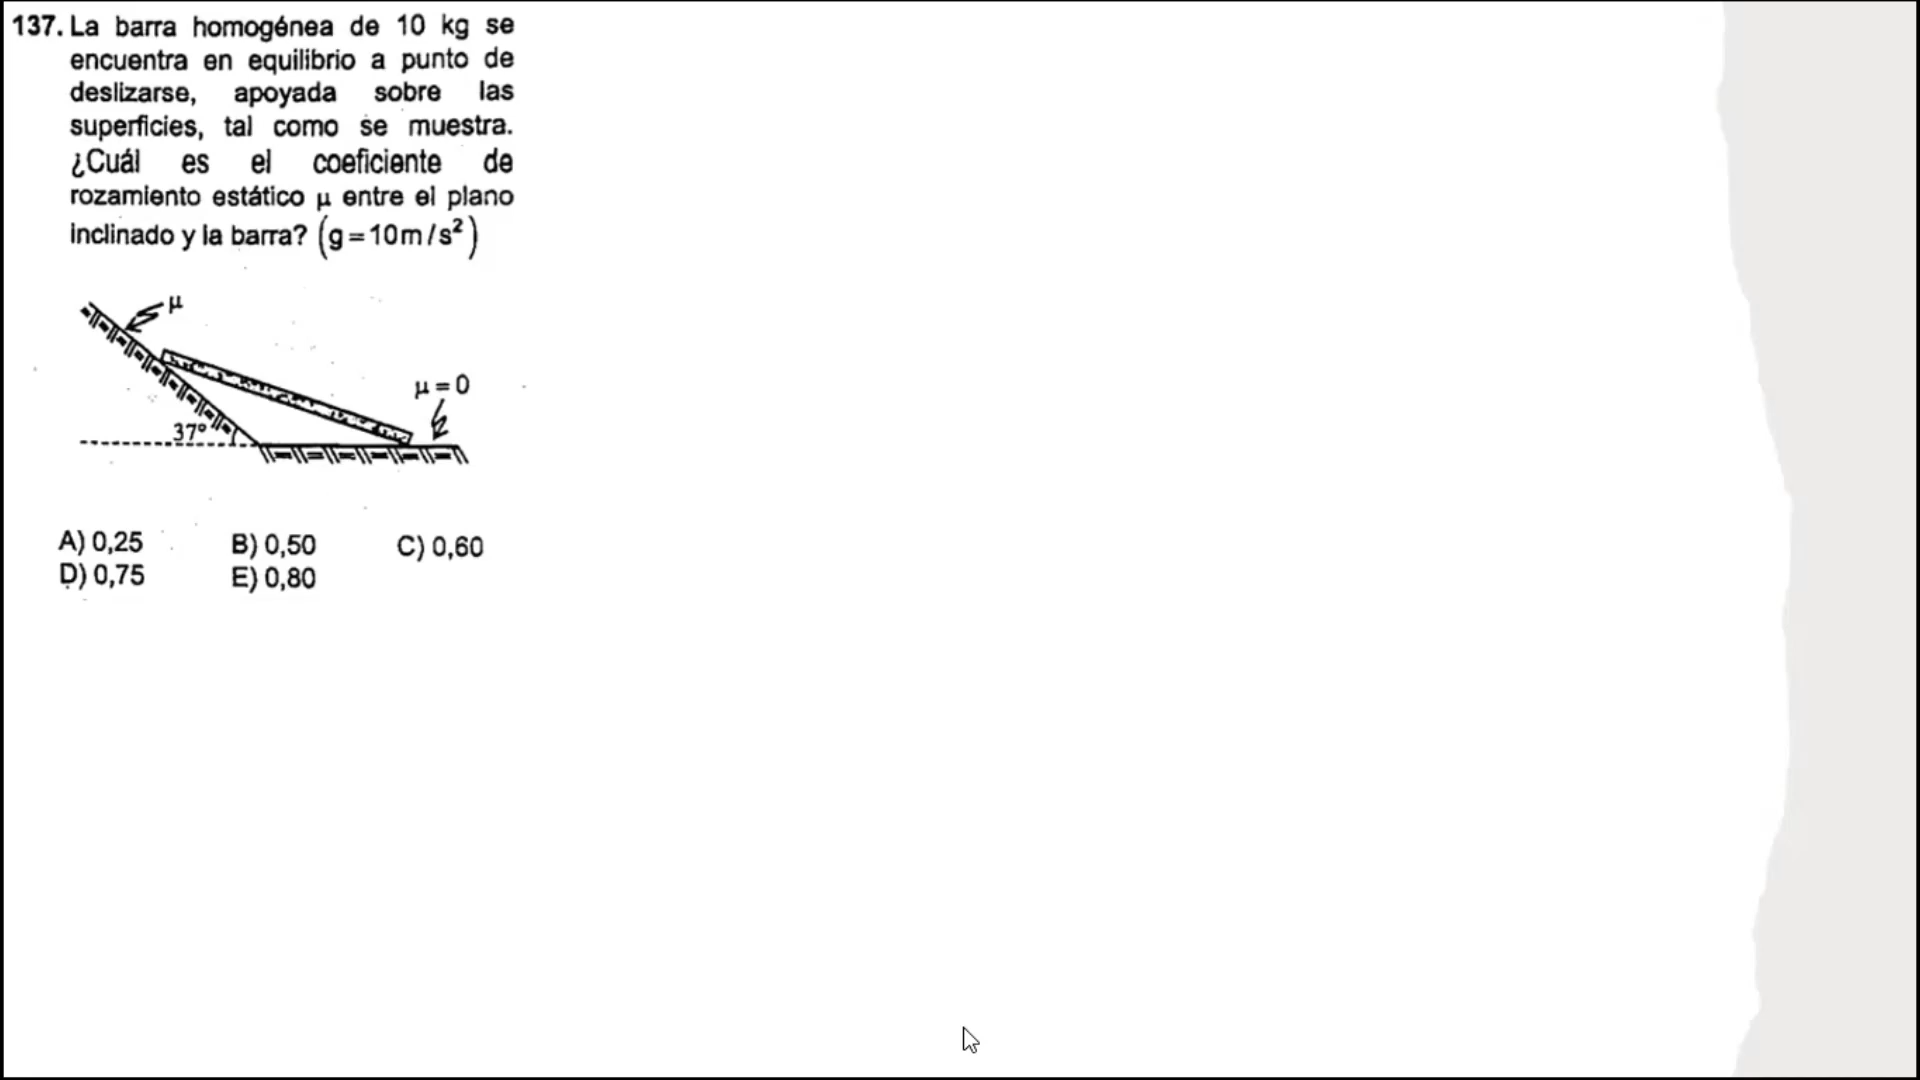 137. La barra homogénea de 10 kg se
encuentra en equilibrio a punto de
deslizarse, apoyada sobre las
superficies, tal como se muestra.
¿Cuál es el coeficiente de
rozamiento estático μ entre el plano
inclinado y la barra? (g=10m/s²)
μ
μ=0
37°
A) 0,25 B) 0,50 C) 0,60
D) 0,75 E) 0,80